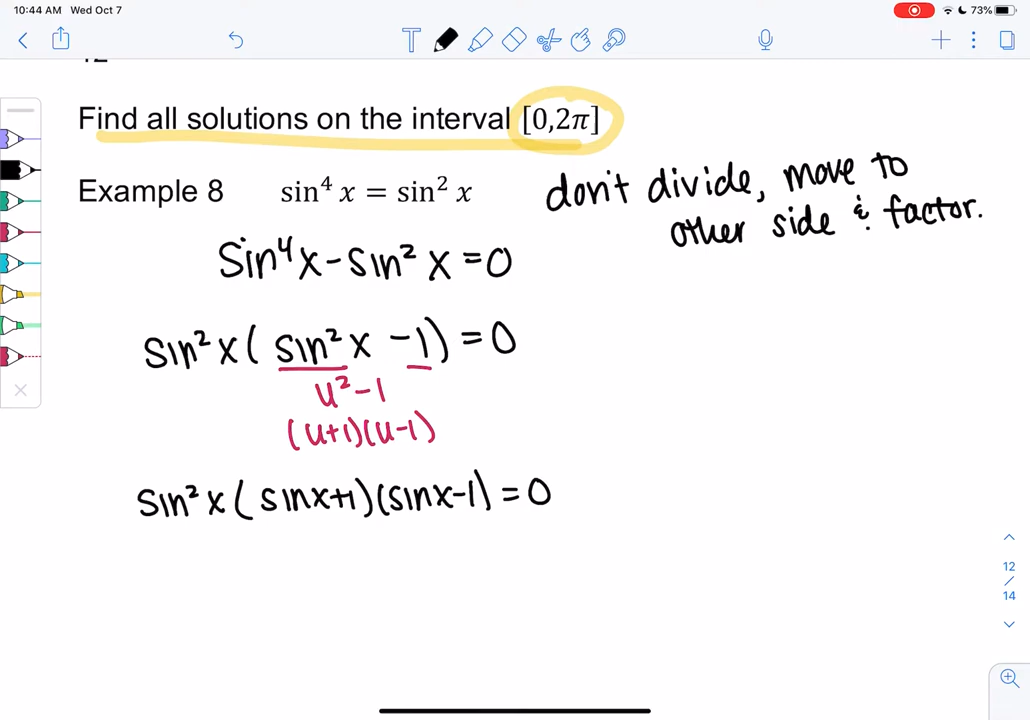 10:44 AM Wed Oct 7
73%
Find all solutions on the interval [0,2π]
Example 8 sin⁴ x = sin² x
don't divide, move to
other side & factor.
Sin⁴x-sin²x=0
sin²x(sin²x-1)=0
u²-1
(u+1)(u-1)
sin²x(sinx+1)(sinx-1)=0
12
/
14